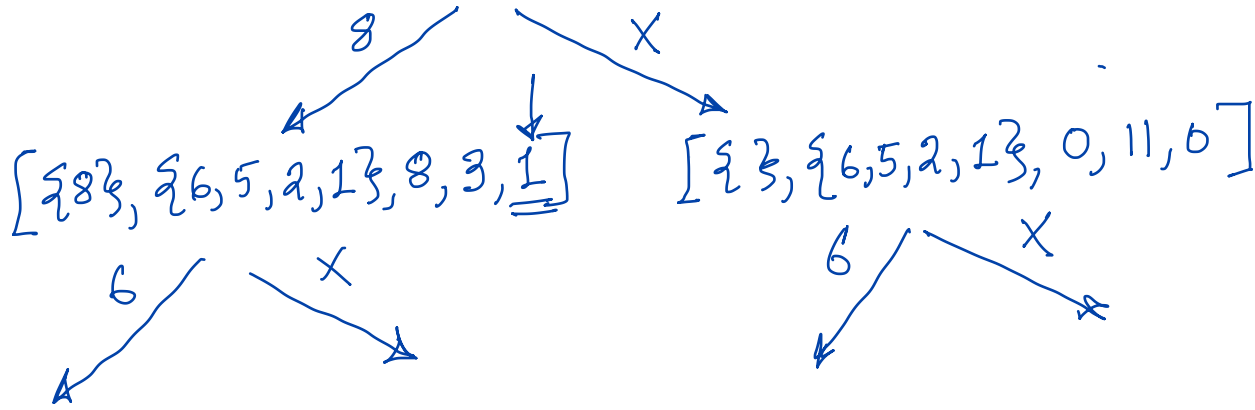 8 X
[{8}, {6,5,2,1}, 8, 3, 1] [{ }, {6,5,2,1}, 0, 11, 0]
6 X 6 X